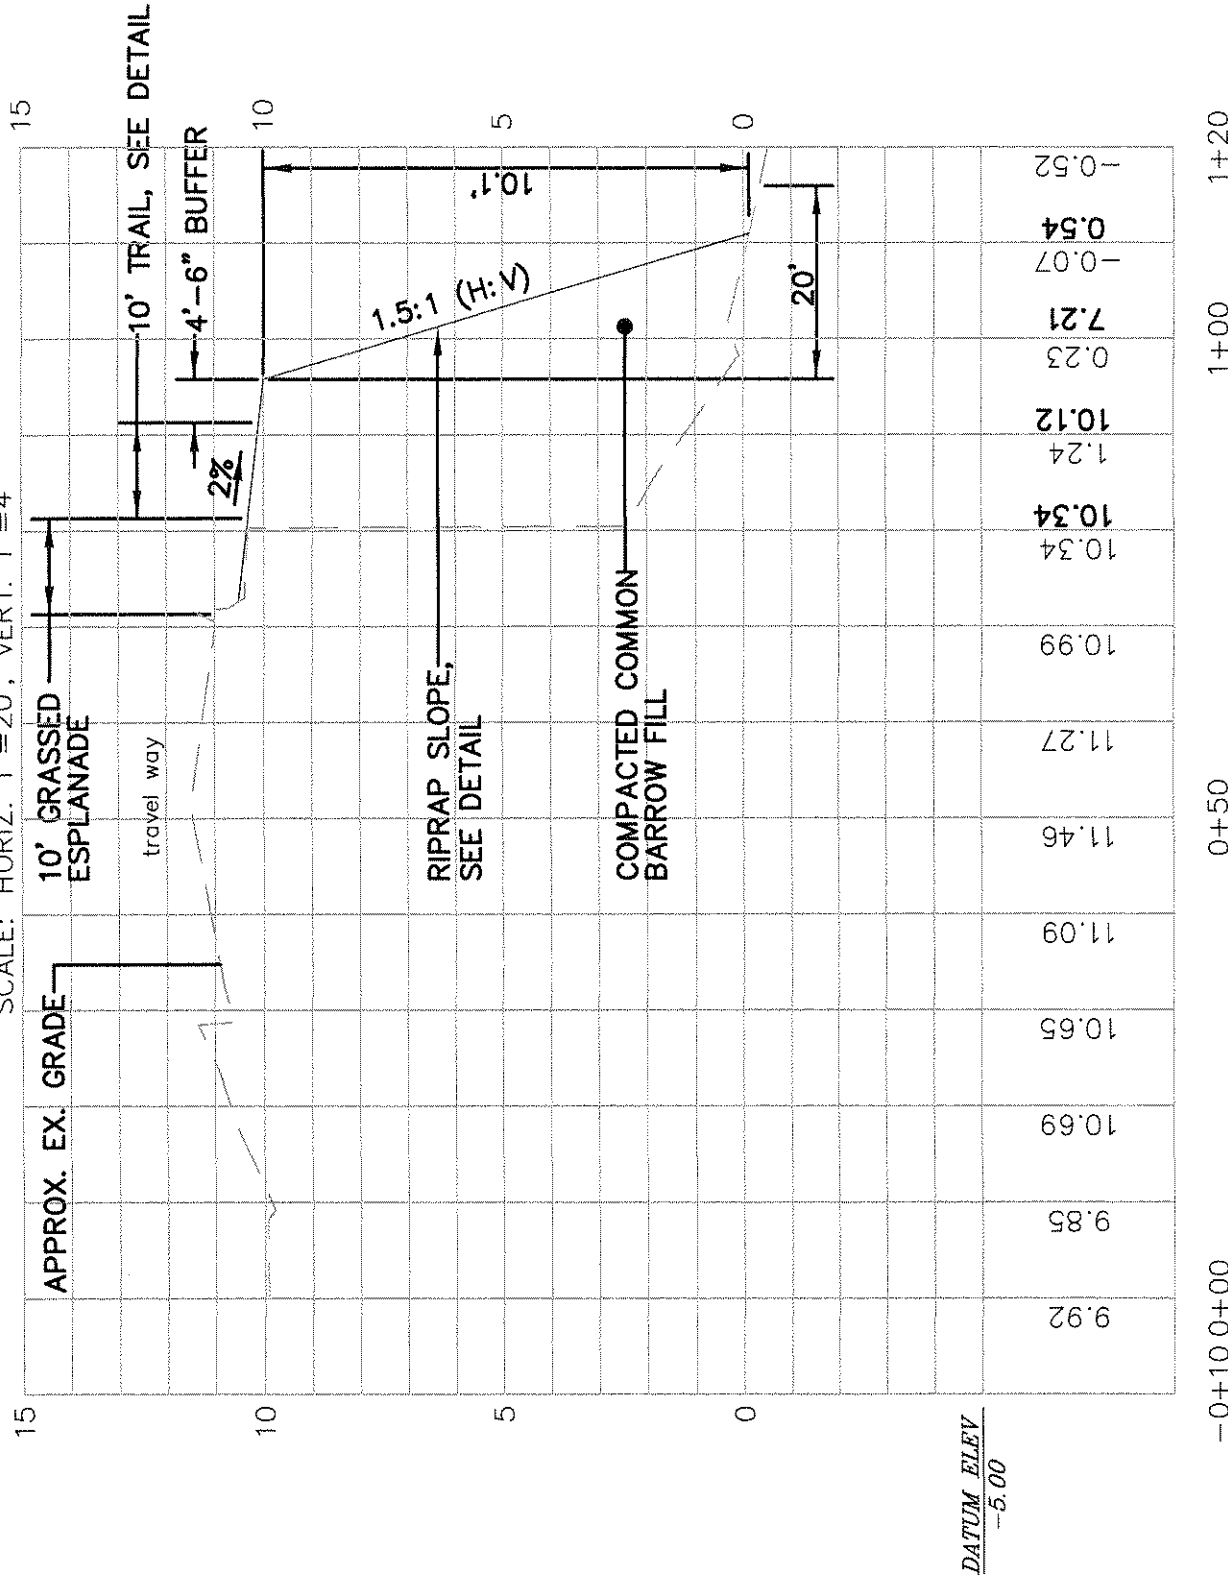 SCALE: HORIZ. 1"=20', VERT. 1"=4'
10' TRAIL, SEE DETAIL
4'-6" BUFFER
10' GRASSED
ESPLANADE
travel way
APPROX. EX. GRADE
2%
1.5:1 (H:V)
10.1'
20'
RIPRAP SLOPE,
SEE DETAIL
COMPACTED COMMON
BARROW FILL
15
10
5
0
15
10
5
0
DATUM ELEV
-5.00
9.92
9.85
10.69
10.65
11.09
11.46
11.27
10.99
10.34
10.34
1.24
10.12
0.23
7.21
-0.07
0.54
-0.52
-0+10
0+00
0+50
1+00
1+20